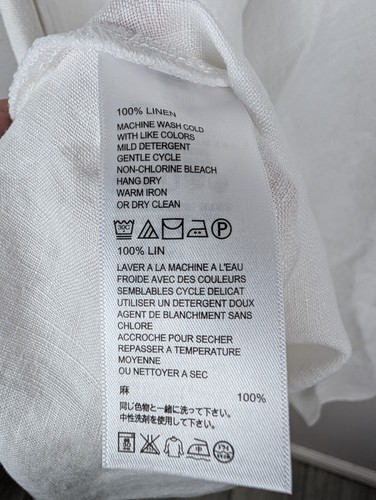 100% LINEN
MACHINE WASH COLD
WITH LIKE COLORS
MILD DETERGENT
GENTLE CYCLE
NON-CHLORINE BLEACH
HANG DRY
WARM IRON
OR DRY CLEAN
100% LIN
LAVER A LA MACHINE A L'EAU
FROIDE AVEC DES COULEURS
SEMBLABLES CYCLE DELICAT
UTILISER UN DETERGENT DOUX
AGENT DE BLANCHIMENT SANS
CHLORE
ACCROCHE POUR SECHER
REPASSER A TEMPERATURE
MOYENNE
OU NETTOYER A SEC
麻 100%
同じ色物と一緒に洗って下さい。
中性洗剤を使用して下さい。